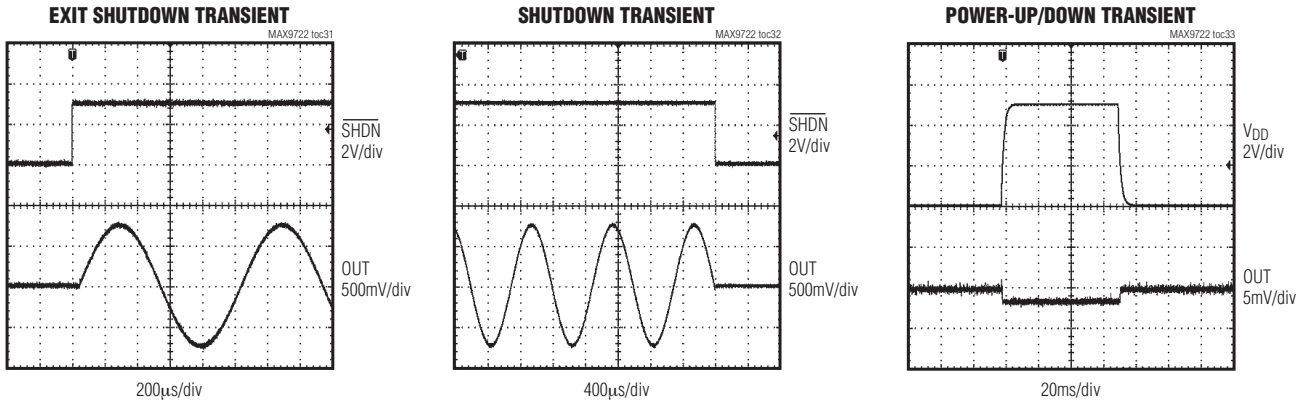 EXIT SHUTDOWN TRANSIENT
MAX9722 toc31
T
SHDN
2V/div
OUT
500mV/div
200µs/div
SHUTDOWN TRANSIENT
MAX9722 toc32
T
SHDN
2V/div
OUT
500mV/div
400µs/div
POWER-UP/DOWN TRANSIENT
MAX9722 toc33
T
VDD
2V/div
OUT
5mV/div
20ms/div